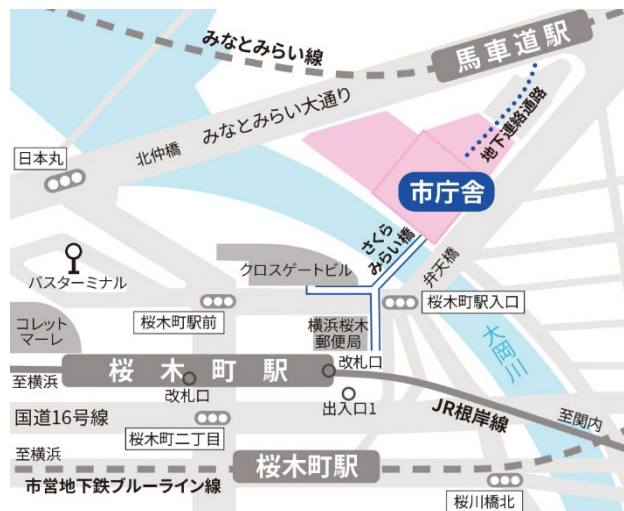 みなとみらい線
馬車道駅
みなとみらい大通り
地下連絡通路
北仲橋
日本丸
市庁舎
さくら
みらい橋
弁天橋
クロスゲートビル
バスターミナル
桜木町駅前
桜木町駅入口
コレット
マーレ
横浜桜木
郵便局
大岡川
改札口
桜木町駅
至横浜
改札口
出入口1
国道16号線
JR根岸線
至関内
桜木町二丁目
至横浜
桜木町駅
市営地下鉄ブルーライン線
桜川橋北